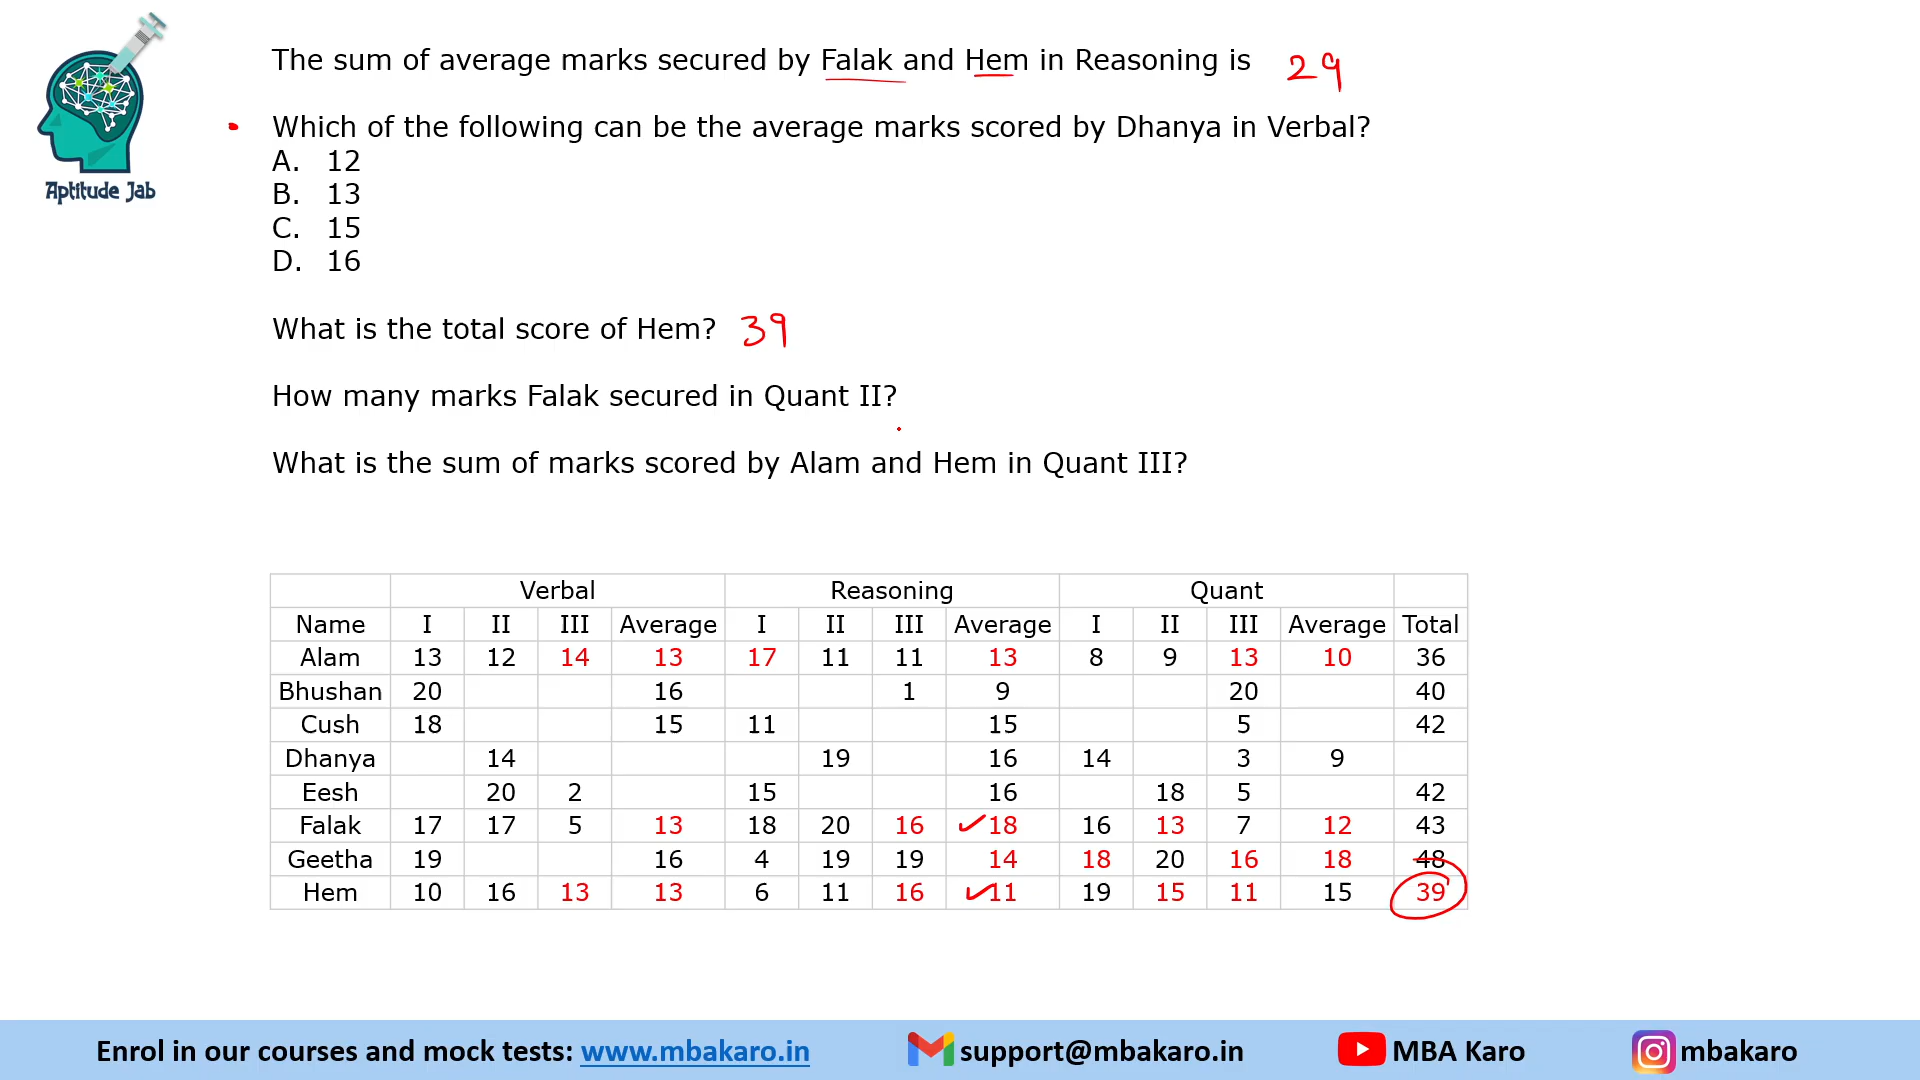 Aptitude Jab
The sum of average marks secured by Falak and Hem in Reasoning is 29
Which of the following can be the average marks scored by Dhanya in Verbal?
A. 12
B. 13
C. 15
D. 16
What is the total score of Hem? 39
How many marks Falak secured in Quant II?
What is the sum of marks scored by Alam and Hem in Quant III?
Verbal Reasoning Quant
Name I II III Average I II III Average I II III Average Total
Alam 13 12 14 13 17 11 11 13 8 9 13 10 36
Bhushan 20 16 1 9 20 40
Cush 18 15 11 15 5 42
Dhanya 14 19 16 14 3 9
Eesh 20 2 15 16 18 5 42
Falak 17 17 5 13 18 20 16 18 16 13 7 12 43
Geetha 19 16 4 19 19 14 18 20 16 18 48
Hem 10 16 13 13 6 11 16 11 19 15 11 15 39
Enrol in our courses and mock tests: www.mbakaro.in support@mbakaro.in MBA Karo mbakaro